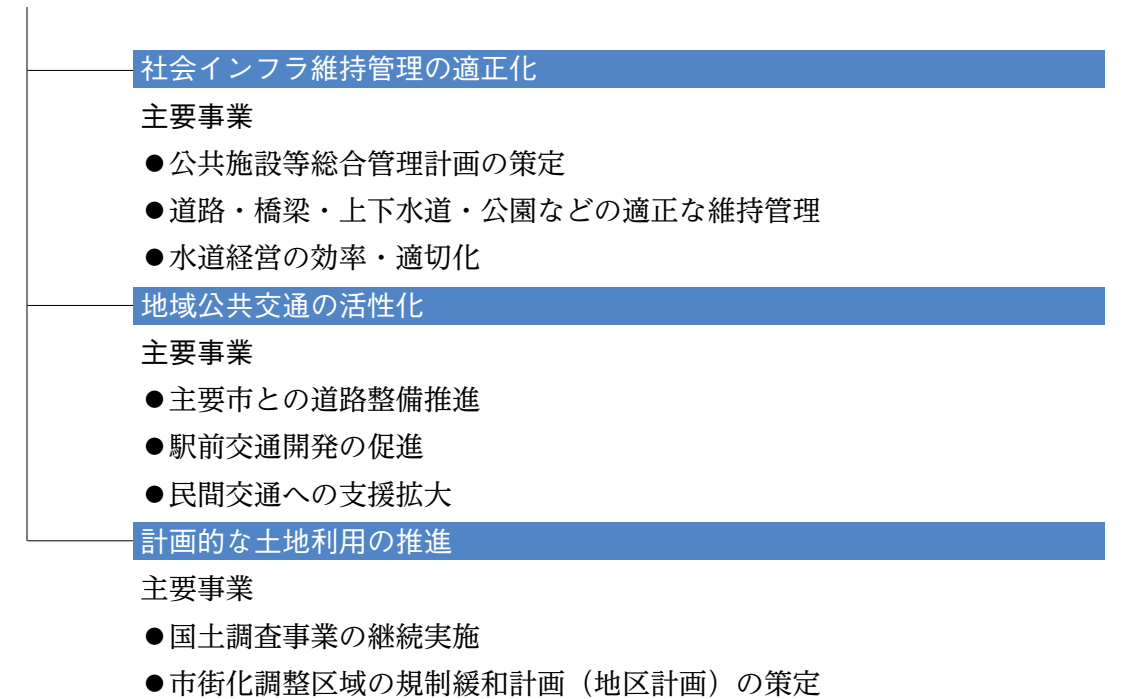 社会インフラ維持管理の適正化
主要事業
●公共施設等総合管理計画の策定
●道路・橋梁・上下水道・公園などの適正な維持管理
●水道経営の効率・適切化
地域公共交通の活性化
主要事業
●主要市との道路整備推進
●駅前交通開発の促進
●民間交通への支援拡大
計画的な土地利用の推進
主要事業
●国土調査事業の継続実施
●市街化調整区域の規制緩和計画（地区計画）の策定